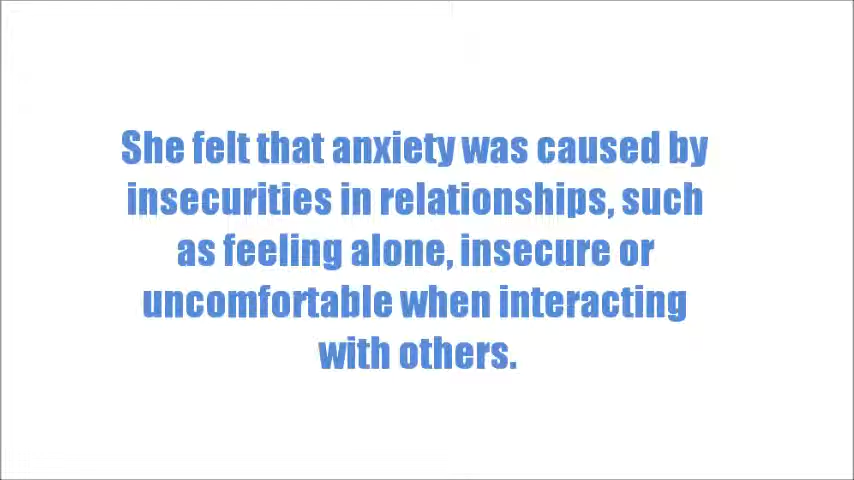 She felt that anxiety was caused by
insecurities in relationships, such
as feeling alone, insecure or
uncomfortable when interacting
with others.